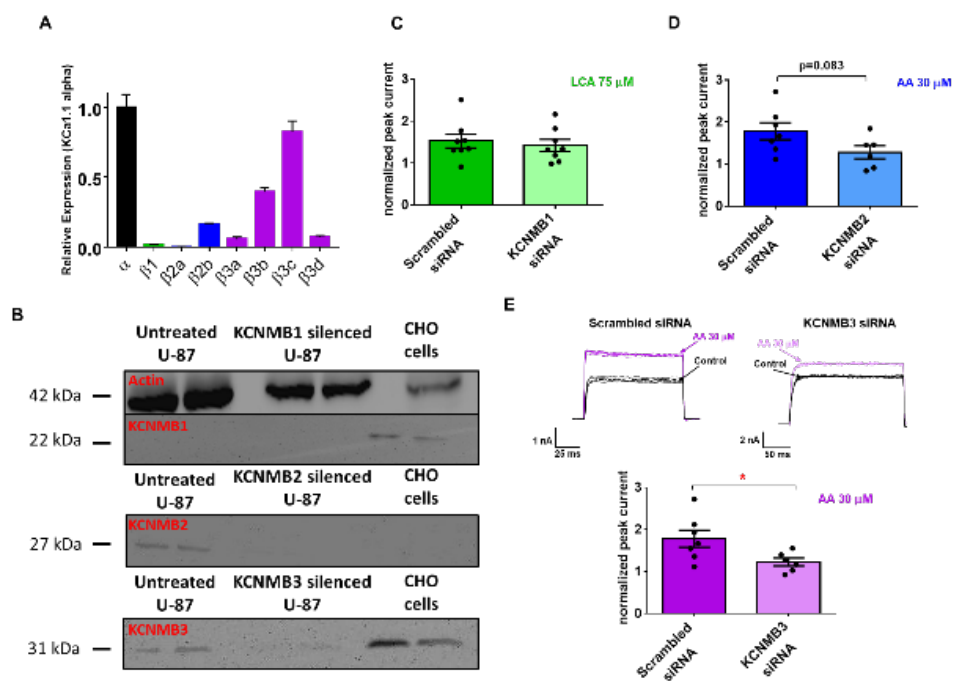 A
Relative Expression (KCa1.1 alpha)
1.0
0.5
0.0
α
β1
β2a
β2b
β3a
β3b
β3c
β3d
C
normalized peak current
3
2
1
0
LCA 75 µM
Scrambled
siRNA
KCNMB1
siRNA
D
normalized peak current
3
2
1
0
p=0.083
AA 30 µM
Scrambled
siRNA
KCNMB2
siRNA
B
Untreated
U-87
KCNMB1 silenced
U-87
CHO
cells
Actin
42 kDa
KCNMB1
22 kDa
Untreated
U-87
KCNMB2 silenced
U-87
CHO
cells
KCNMB2
27 kDa
Untreated
U-87
KCNMB3 silenced
U-87
CHO
cells
KCNMB3
31 kDa
E
Scrambled siRNA
AA 30 µM
Control
1 nA
25 ms
KCNMB3 siRNA
AA 30 µM
Control
2 nA
50 ms
normalized peak current
3
2
1
0
*
AA 30 µM
Scrambled
siRNA
KCNMB3
siRNA